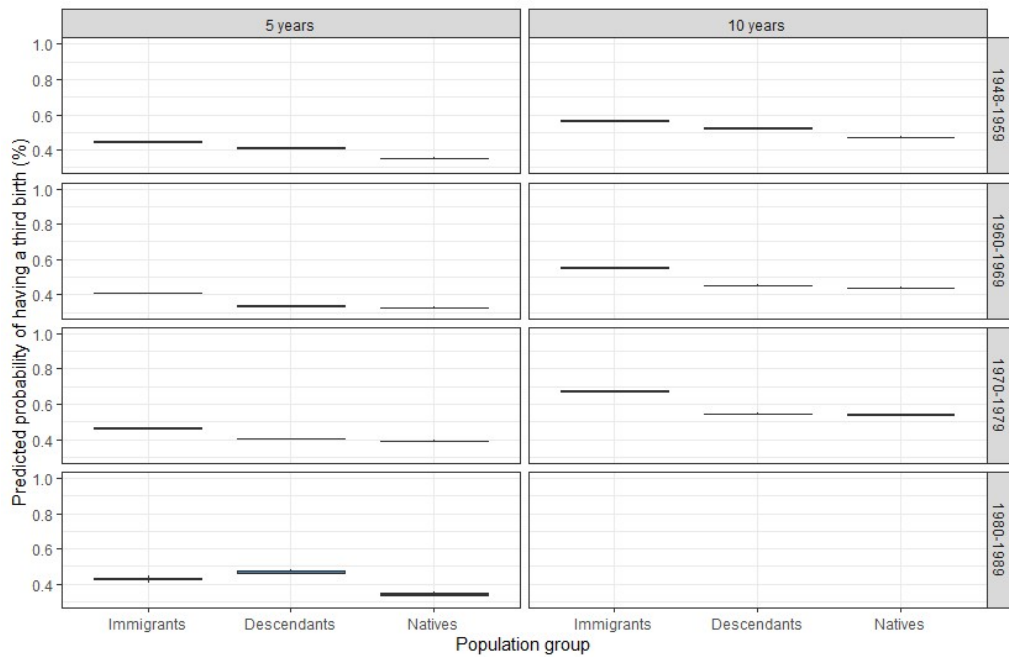 5 years
10 years
Predicted probability of having a third birth (%)
1.0
0.8
0.6
0.4
1948-1959
1.0
0.8
0.6
0.4
1960-1969
1.0
0.8
0.6
0.4
1970-1979
1.0
0.8
0.6
0.4
1980-1989
Immigrants
Descendants
Natives
Immigrants
Descendants
Natives
Population group